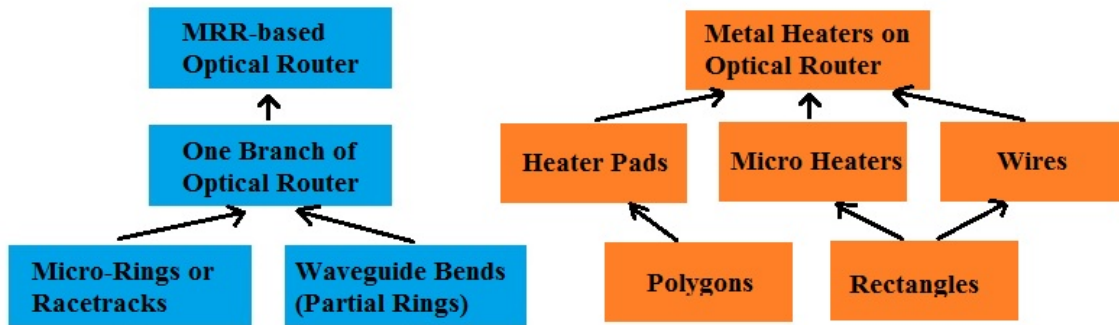 MRR-based
Optical Router
One Branch of
Optical Router
Micro-Rings or
Racetracks
Waveguide Bends
(Partial Rings)
Metal Heaters on
Optical Router
Heater Pads
Micro Heaters
Wires
Polygons
Rectangles